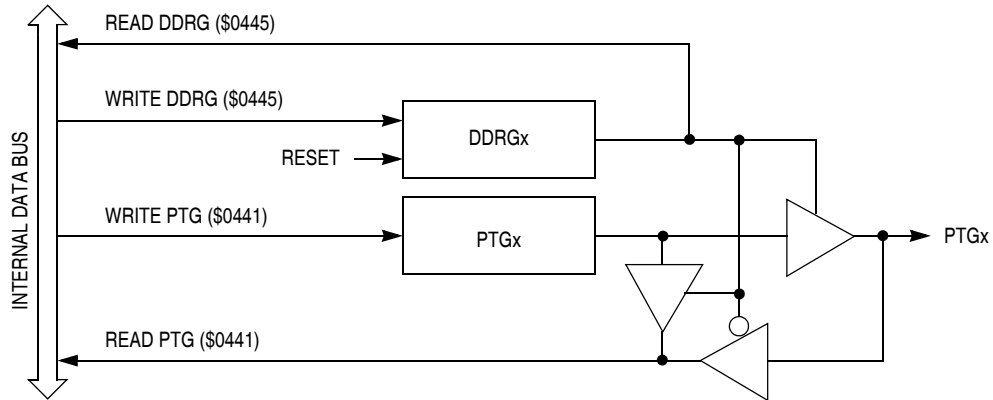 READ DDRG ($0445)
WRITE DDRG ($0445)
DDRGx
RESET
INTERNAL DATA BUS
WRITE PTG ($0441)
PTGx
PTGx
READ PTG ($0441)